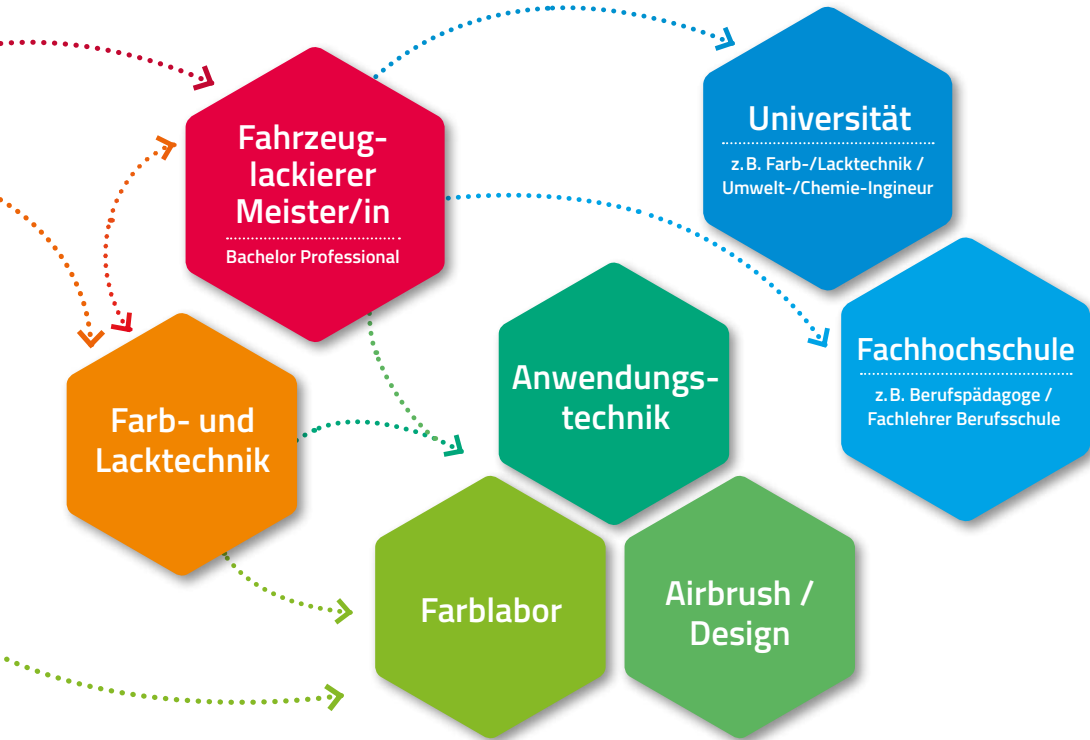 Fahrzeug-
lackierer
Meister/in
Bachelor Professional
Universität
z.B. Farb-/Lacktechnik /
Umwelt-/Chemie-Ingineur
Fachhochschule
z.B. Berufspädagoge /
Fachlehrer Berufsschule
Farb- und
Lacktechnik
Anwendungs-
technik
Farblabor
Airbrush /
Design